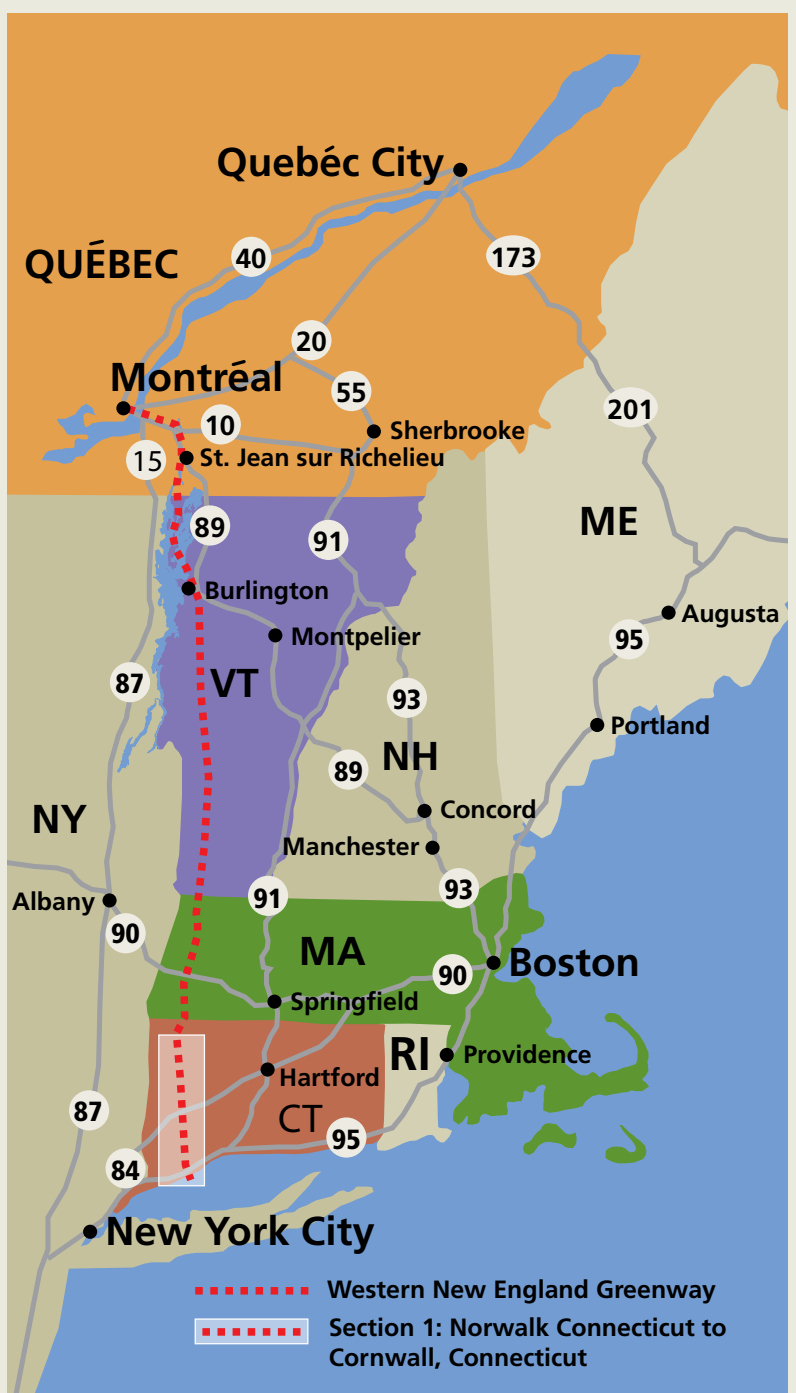 Quebéc City
QUÉBEC
40
173
20
Montréal
55
201
10
Sherbrooke
15
St. Jean sur Richelieu
ME
89
91
Burlington
Augusta
Montpelier
95
87
VT
93
Portland
NH
89
NY
Concord
Manchester
Albany
91
93
90
MA
Boston
90
Springfield
RI
Providence
Hartford
87
CT
95
84
New York City
Western New England Greenway
Section 1: Norwalk Connecticut to
Cornwall, Connecticut